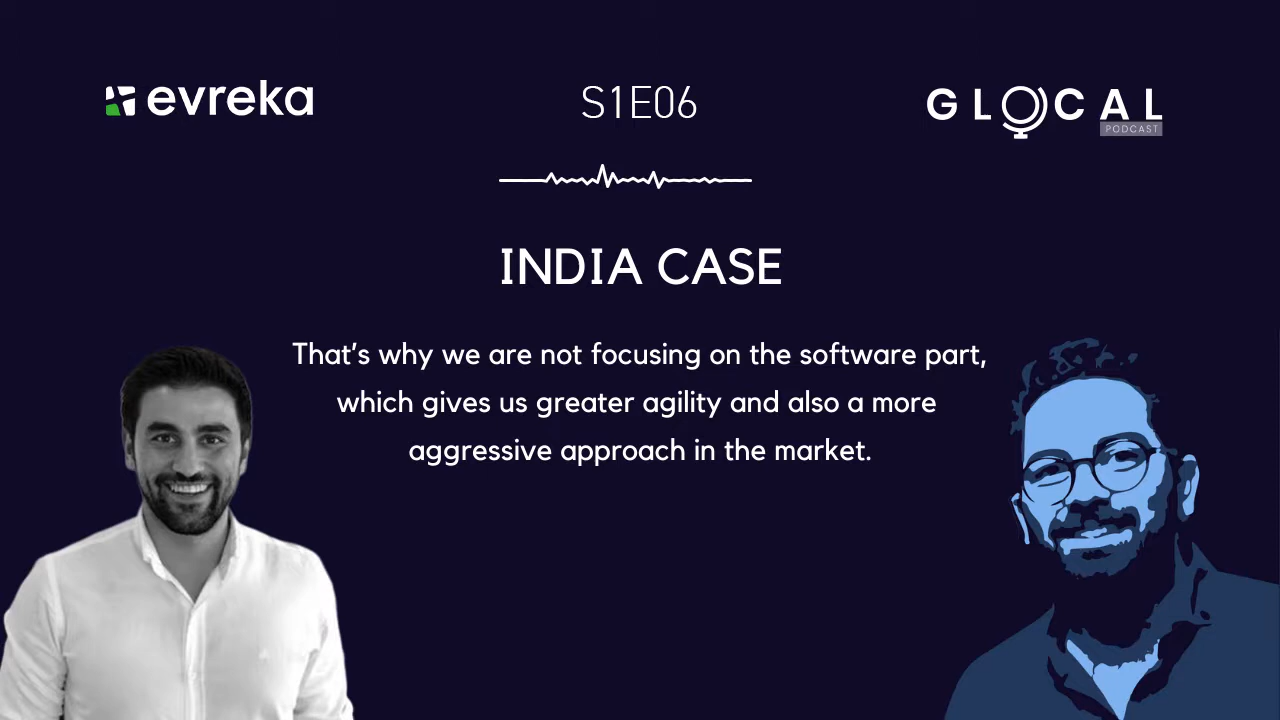 evreka
S1E06
GLOCAL
PODCAST
INDIA CASE
That's why we are not focusing on the software part,
which gives us greater agility and also a more
aggressive approach in the market.